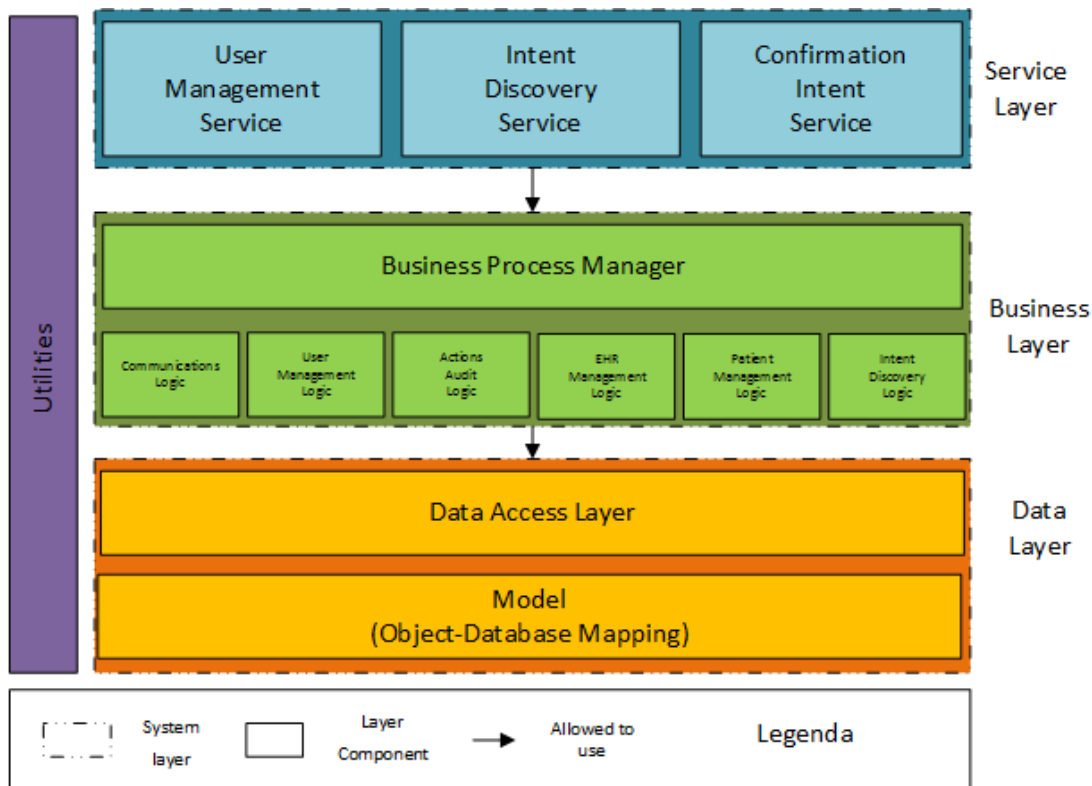 User
Management
Service
Intent
Discovery
Service
Confirmation
Intent
Service
Service
Layer
Utilities
Business Process Manager
Communications
Logic
User
Management
Logic
Actions
Audit
Logic
EHR
Management
Logic
Patient
Management
Logic
Intent
Discovery
Logic
Business
Layer
Data Access Layer
Model
(Object-Database Mapping)
Data
Layer
System
layer
Layer
Component
Allowed to
use
Legenda